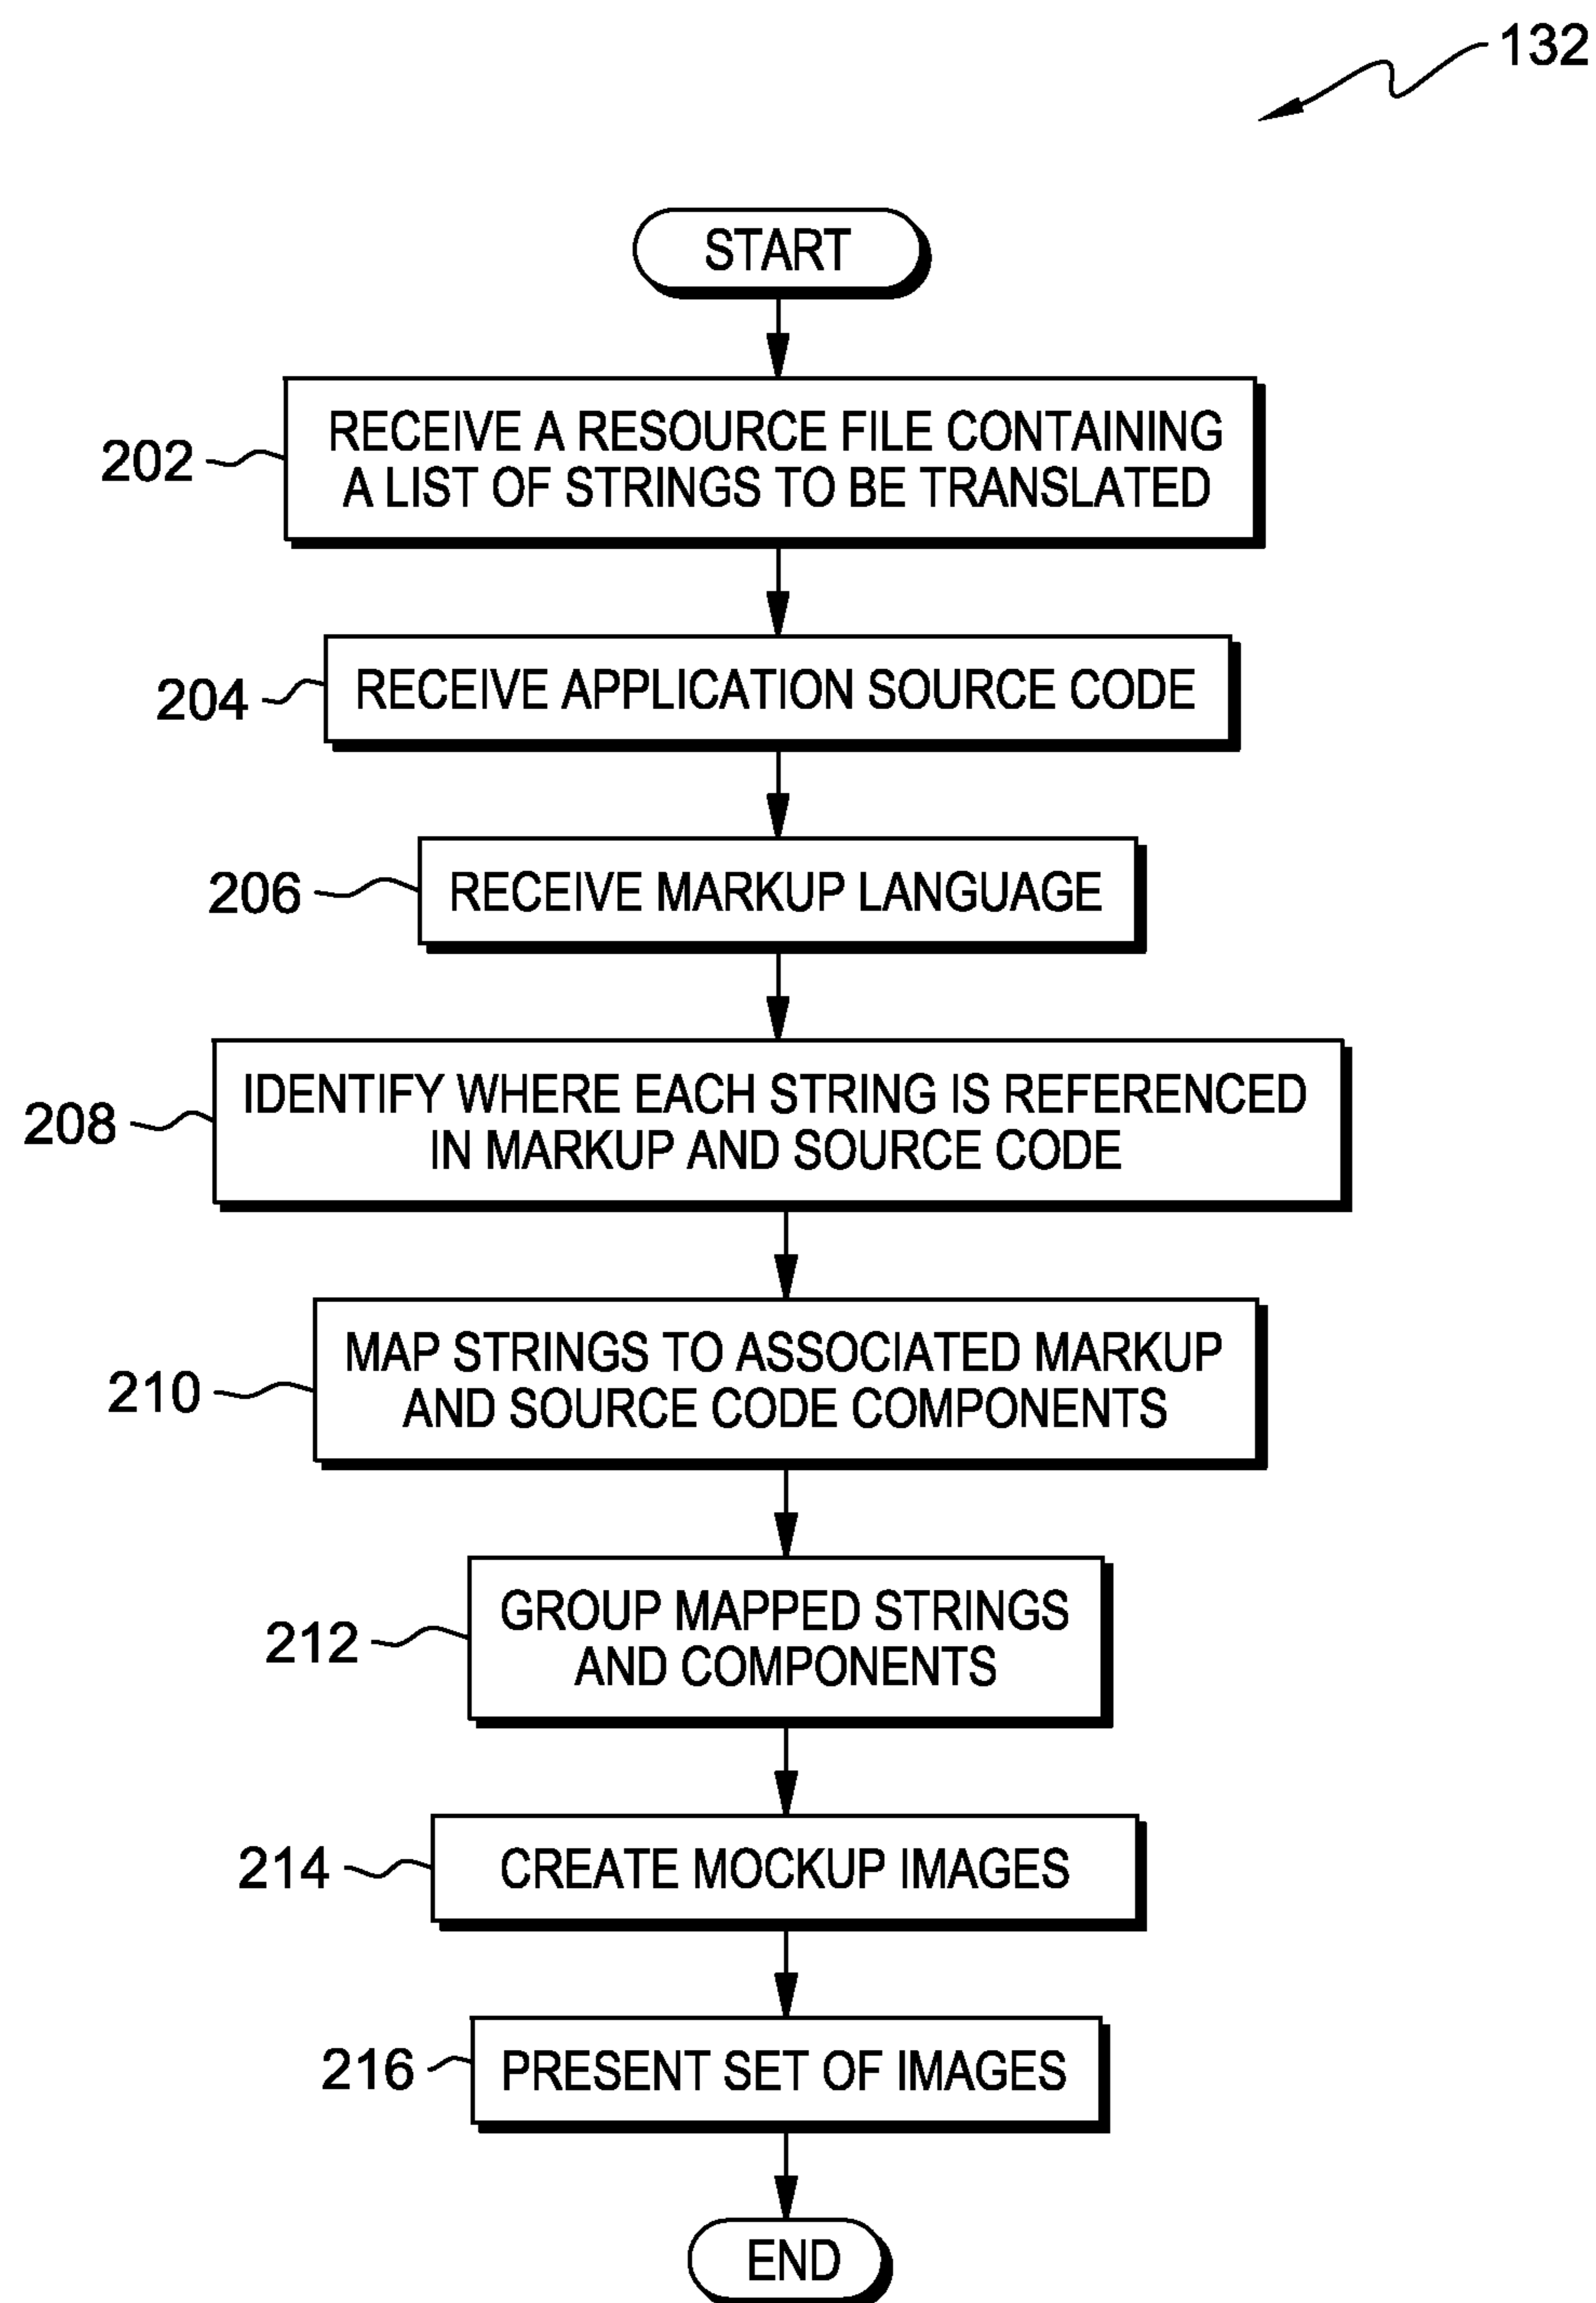 132
START
202
RECEIVE A RESOURCE FILE CONTAINING
A LIST OF STRINGS TO BE TRANSLATED
204
RECEIVE APPLICATION SOURCE CODE
206
RECEIVE MARKUP LANGUAGE
208
IDENTIFY WHERE EACH STRING IS REFERENCED
IN MARKUP AND SOURCE CODE
210
MAP STRINGS TO ASSOCIATED MARKUP
AND SOURCE CODE COMPONENTS
212
GROUP MAPPED STRINGS
AND COMPONENTS
214
CREATE MOCKUP IMAGES
216
PRESENT SET OF IMAGES
END